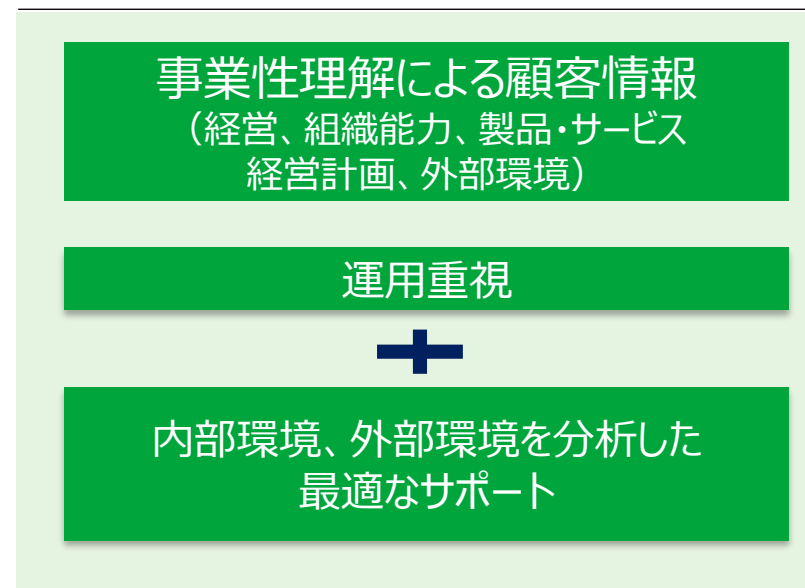 事業性理解による顧客情報
（経営、組織能力、製品・サービス
経営計画、外部環境）
運用重視
内部環境、外部環境を分析した
最適なサポート